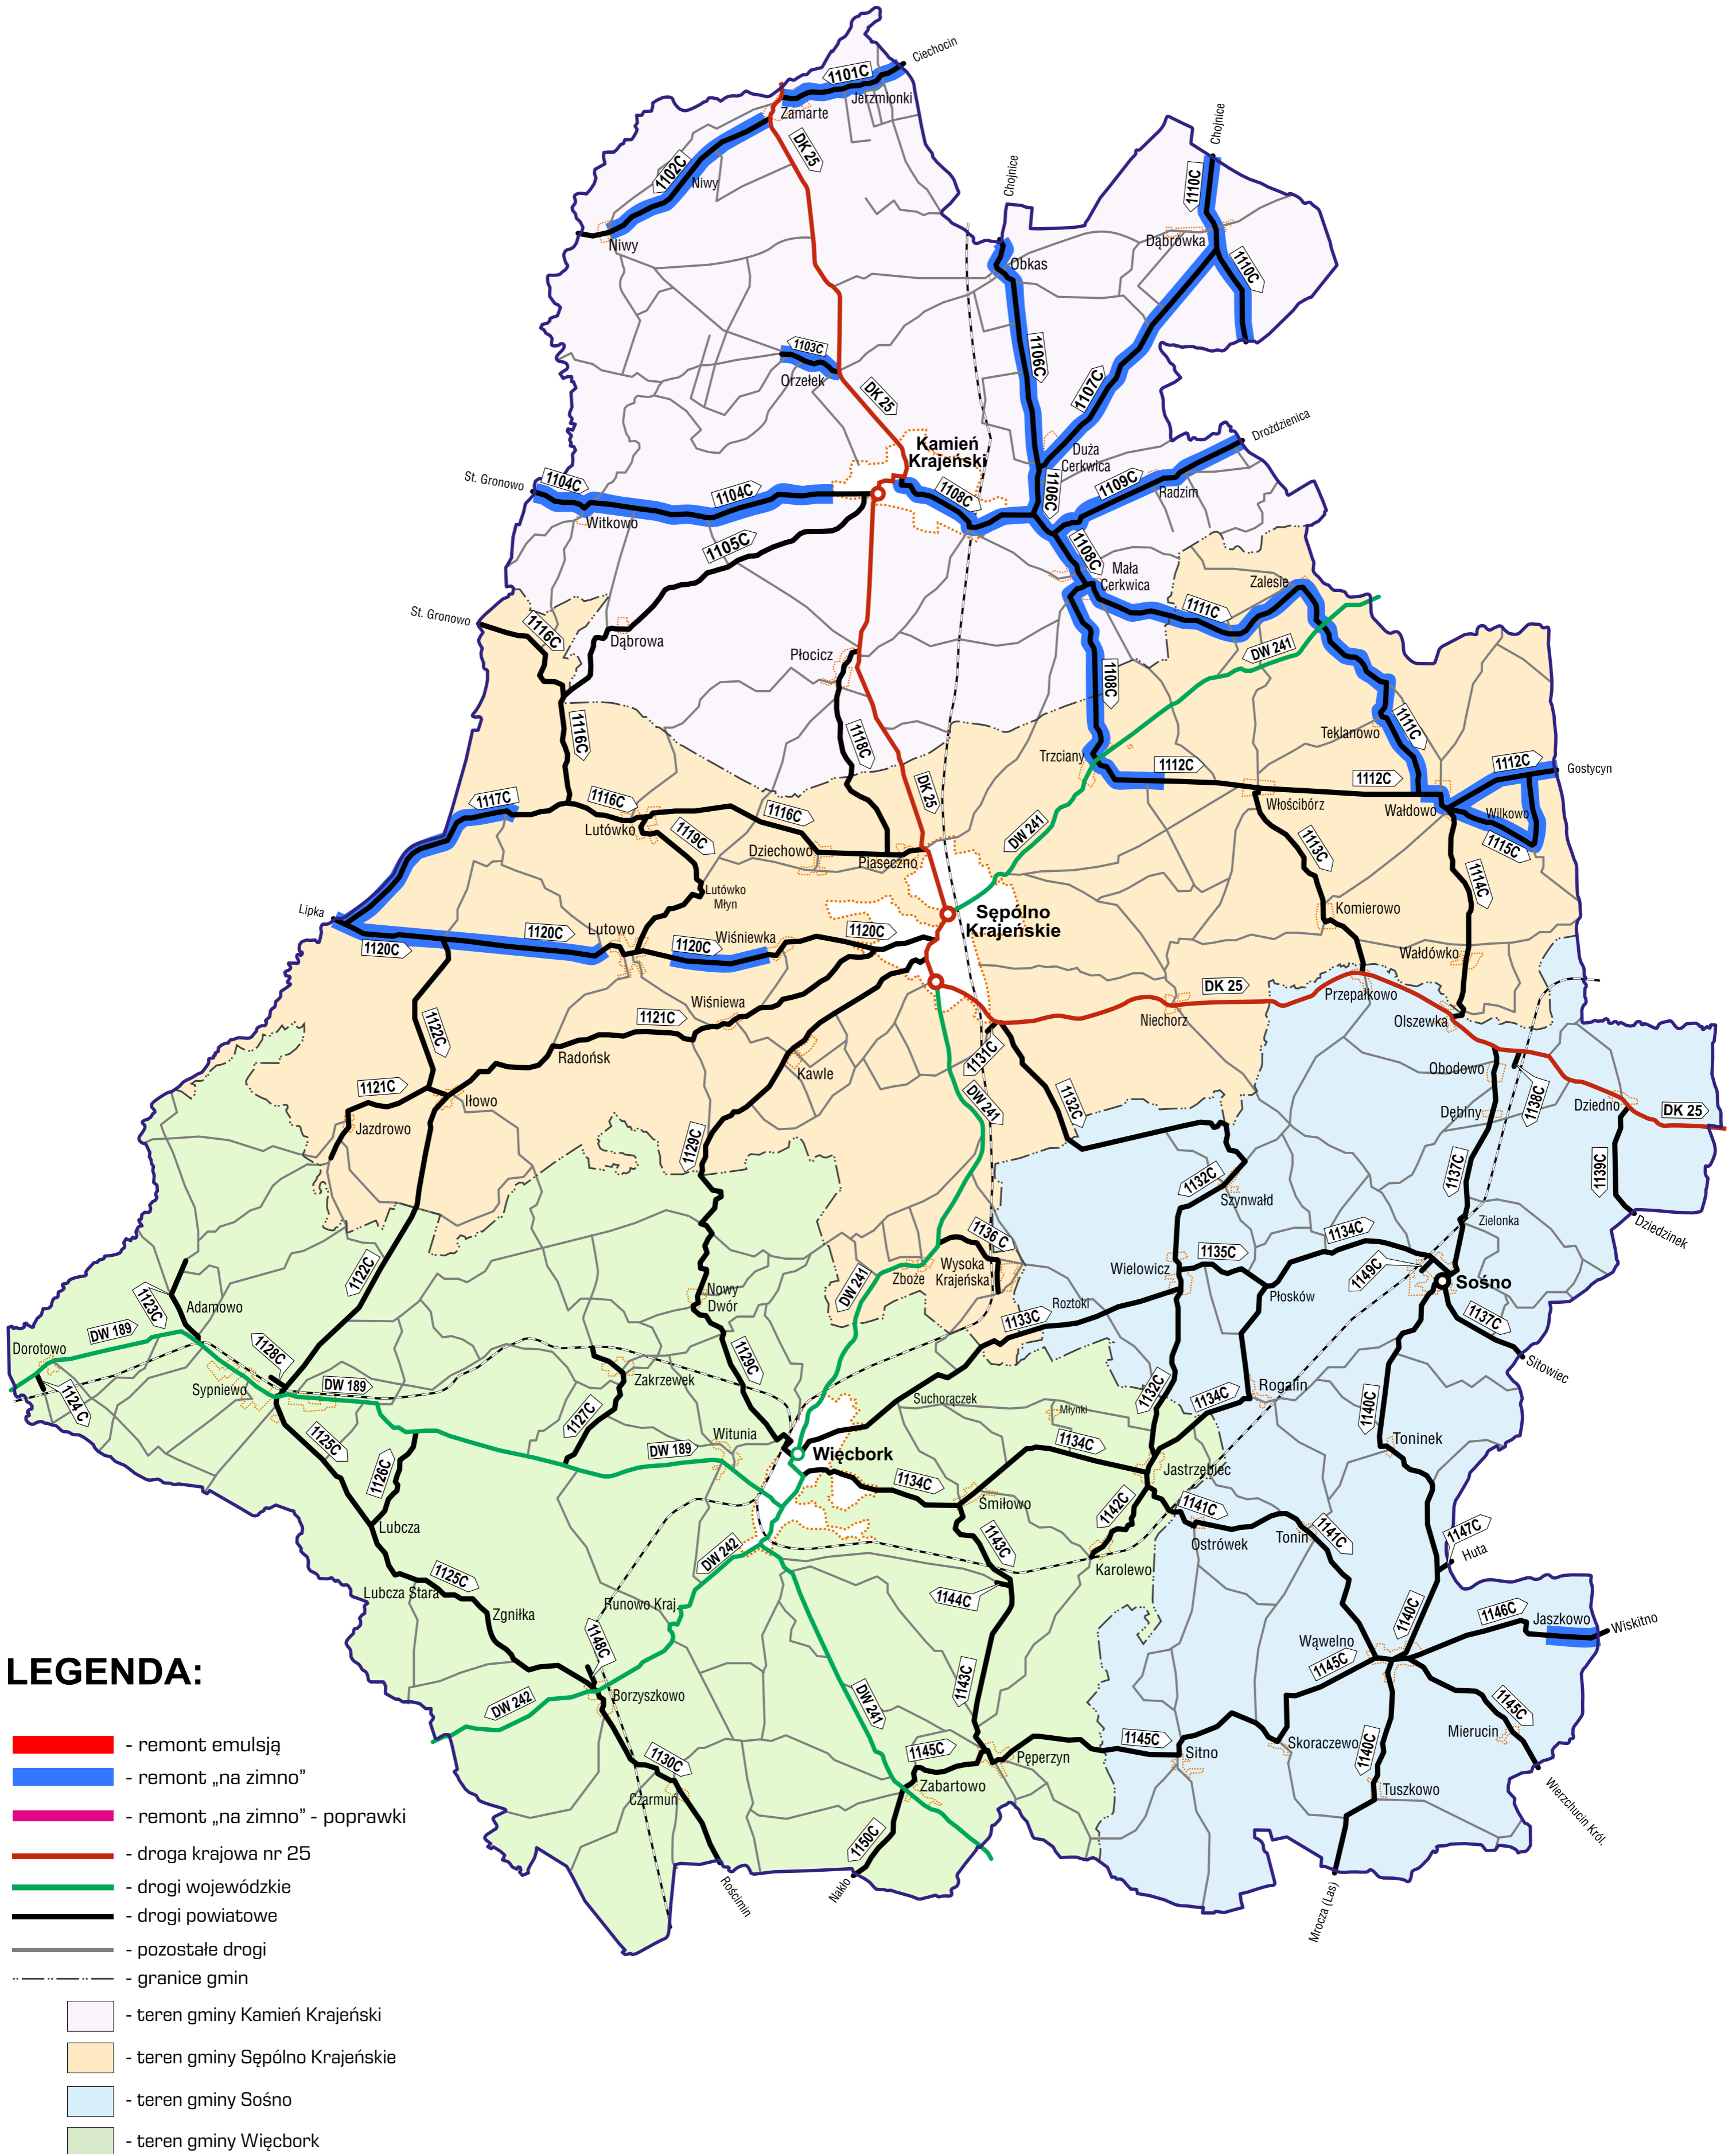 Ciechocin
1101C
Jerzmionki
Zamarte
DK 25
1102C
Niwy
Niwy
Chojnice
Chojnice
1110C
Dąbrówka
1110C
Obkas
1103C
Orzełek
DK 25
1106C
1107C
Kamień
Krajeński
Duża
Cerkwica
Drożdzienica
St. Gronowo
1104C
1104C
Witkowo
1108C
1106C
1109C
Radzim
1105C
1108C
Mała
Cerkwica
Zalesie
1111C
St. Gronowo
1116C
Dąbrowa
Płocicz
DW 241
1108C
1116C
1118C
Teklanowo
1111C
Trzciany
1112C
1112C
1112C
Gostycyn
DK 25
Włościbórz
Wałdowo
Wilkowo
1117C
1116C
1116C
Lutówko
1119C
Dziechowo
Piaseczno
DW 241
1113C
1115C
1114C
Lutówko
Młyn
Lipka
Komierowo
Sępólno
Krajeńskie
1120C
1120C
Lutowo
1120C
Wiśniewka
1120C
Wałdówko
DK 25
Przepałkowo
Niechorz
Olszewka
1121C
Wiśniewa
1122C
Radońsk
Kawle
1131C
1132C
Obodowo
1138C
1121C
Iłowo
Jazdrowo
DW 241
Dębiny
Dziedno
DK 25
1129C
1137C
1139C
1132C
Szynwałd
Zielonka
Dziedzinek
1136 C
1134C
1135C
Wielowicz
1149C
Sośno
Wysoka
Krajeńska
Zboże
DW 241
Płosków
Roztoki
1133C
1137C
Sitowiec
1122C
1123C
Adamowo
Nowy
Dwór
DW 189
Dorotowo
1128C
1129C
1124 C
Sypniewo
DW 189
Zakrzewek
Suchorączek
1132C
1134C
Rogalin
1127C
Młynki
1140C
1125C
1126C
Witunia
DW 189
Więcbork
1134C
1134C
Jastrzębiec
Toninek
Śmiłowo
1142C
1141C
Lubcza
Ostrówek
Tonin
1141C
1147C
Huta
DW 242
1143C
Karolewo
1125C
Lubcza Stara
1144C
Runowo Kraj.
Zgniłka
1140C
1146C
Jaszkowo
Wiskitno
1148C
Wąwelno
1145C
1143C
DW 242
Borzyszkowo
DW 241
1145C
Mierucin
1130C
1145C
Pęperzyn
1145C
Sitno
Skoraczewo
1140C
Czarmuń
Zabartowo
Tuszkowo
Wierzchucin Król.
1150C
Rościmin
Nakło
Mrocza (Las)
LEGENDA:
- remont emulsją
- remont „na zimno”
- remont „na zimno” - poprawki
- droga krajowa nr 25
- drogi wojewódzkie
- drogi powiatowe
- pozostałe drogi
- granice gmin
- teren gminy Kamień Krajeński
- teren gminy Sępólno Krajeńskie
- teren gminy Sośno
- teren gminy Więcbork